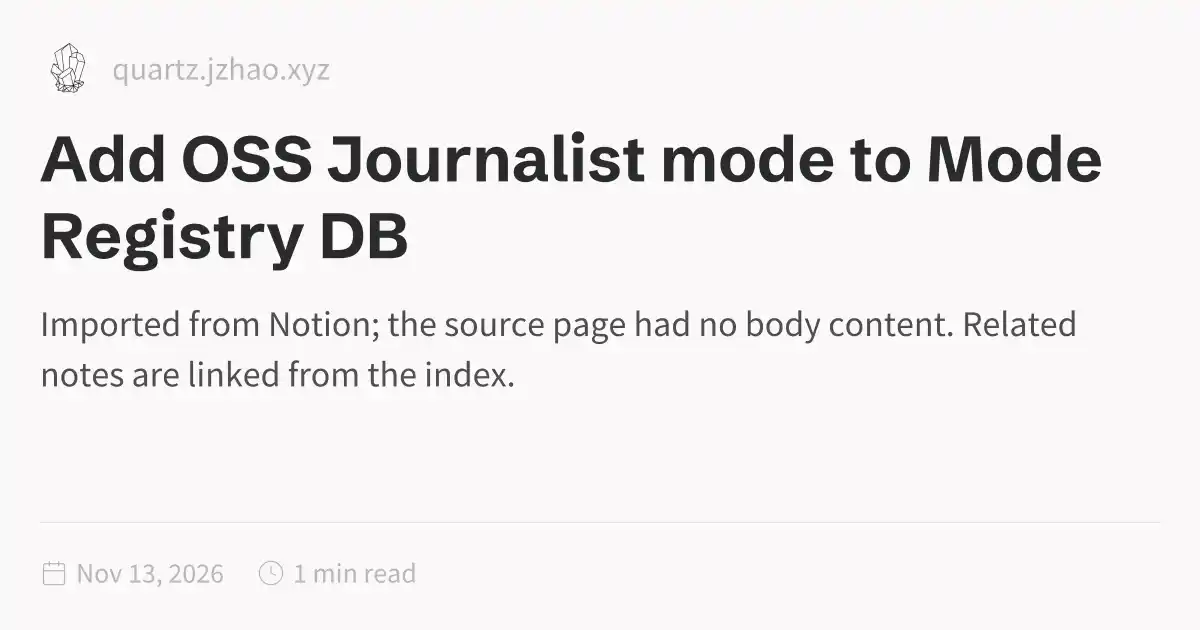 quartz.jzhao.xyz
Add OSS Journalist mode to Mode
Registry DB
Imported from Notion; the source page had no body content. Related
notes are linked from the index.
Nov 13, 2026 1 min read